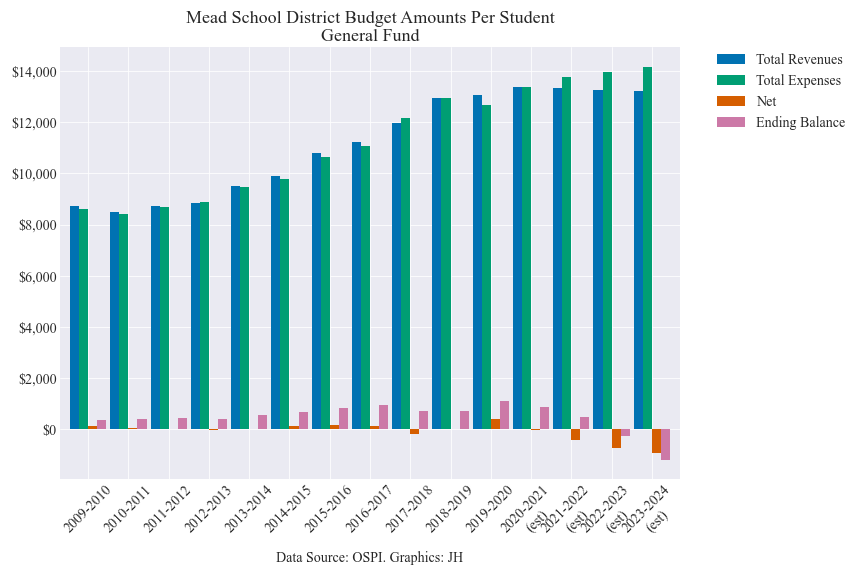 Mead School District Budget Amounts Per Student
General Fund
Total Revenues
Total Expenses
Net
Ending Balance
$14,000
$12,000
$10,000
$8,000
$6,000
$4,000
$2,000
$0
2009-2010
2010-2011
2011-2012
2012-2013
2013-2014
2014-2015
2015-2016
2016-2017
2017-2018
2018-2019
2019-2020
2020-2021
(est)
2021-2022
(est)
2022-2023
(est)
2023-2024
(est)
Data Source: OSPI. Graphics: JH